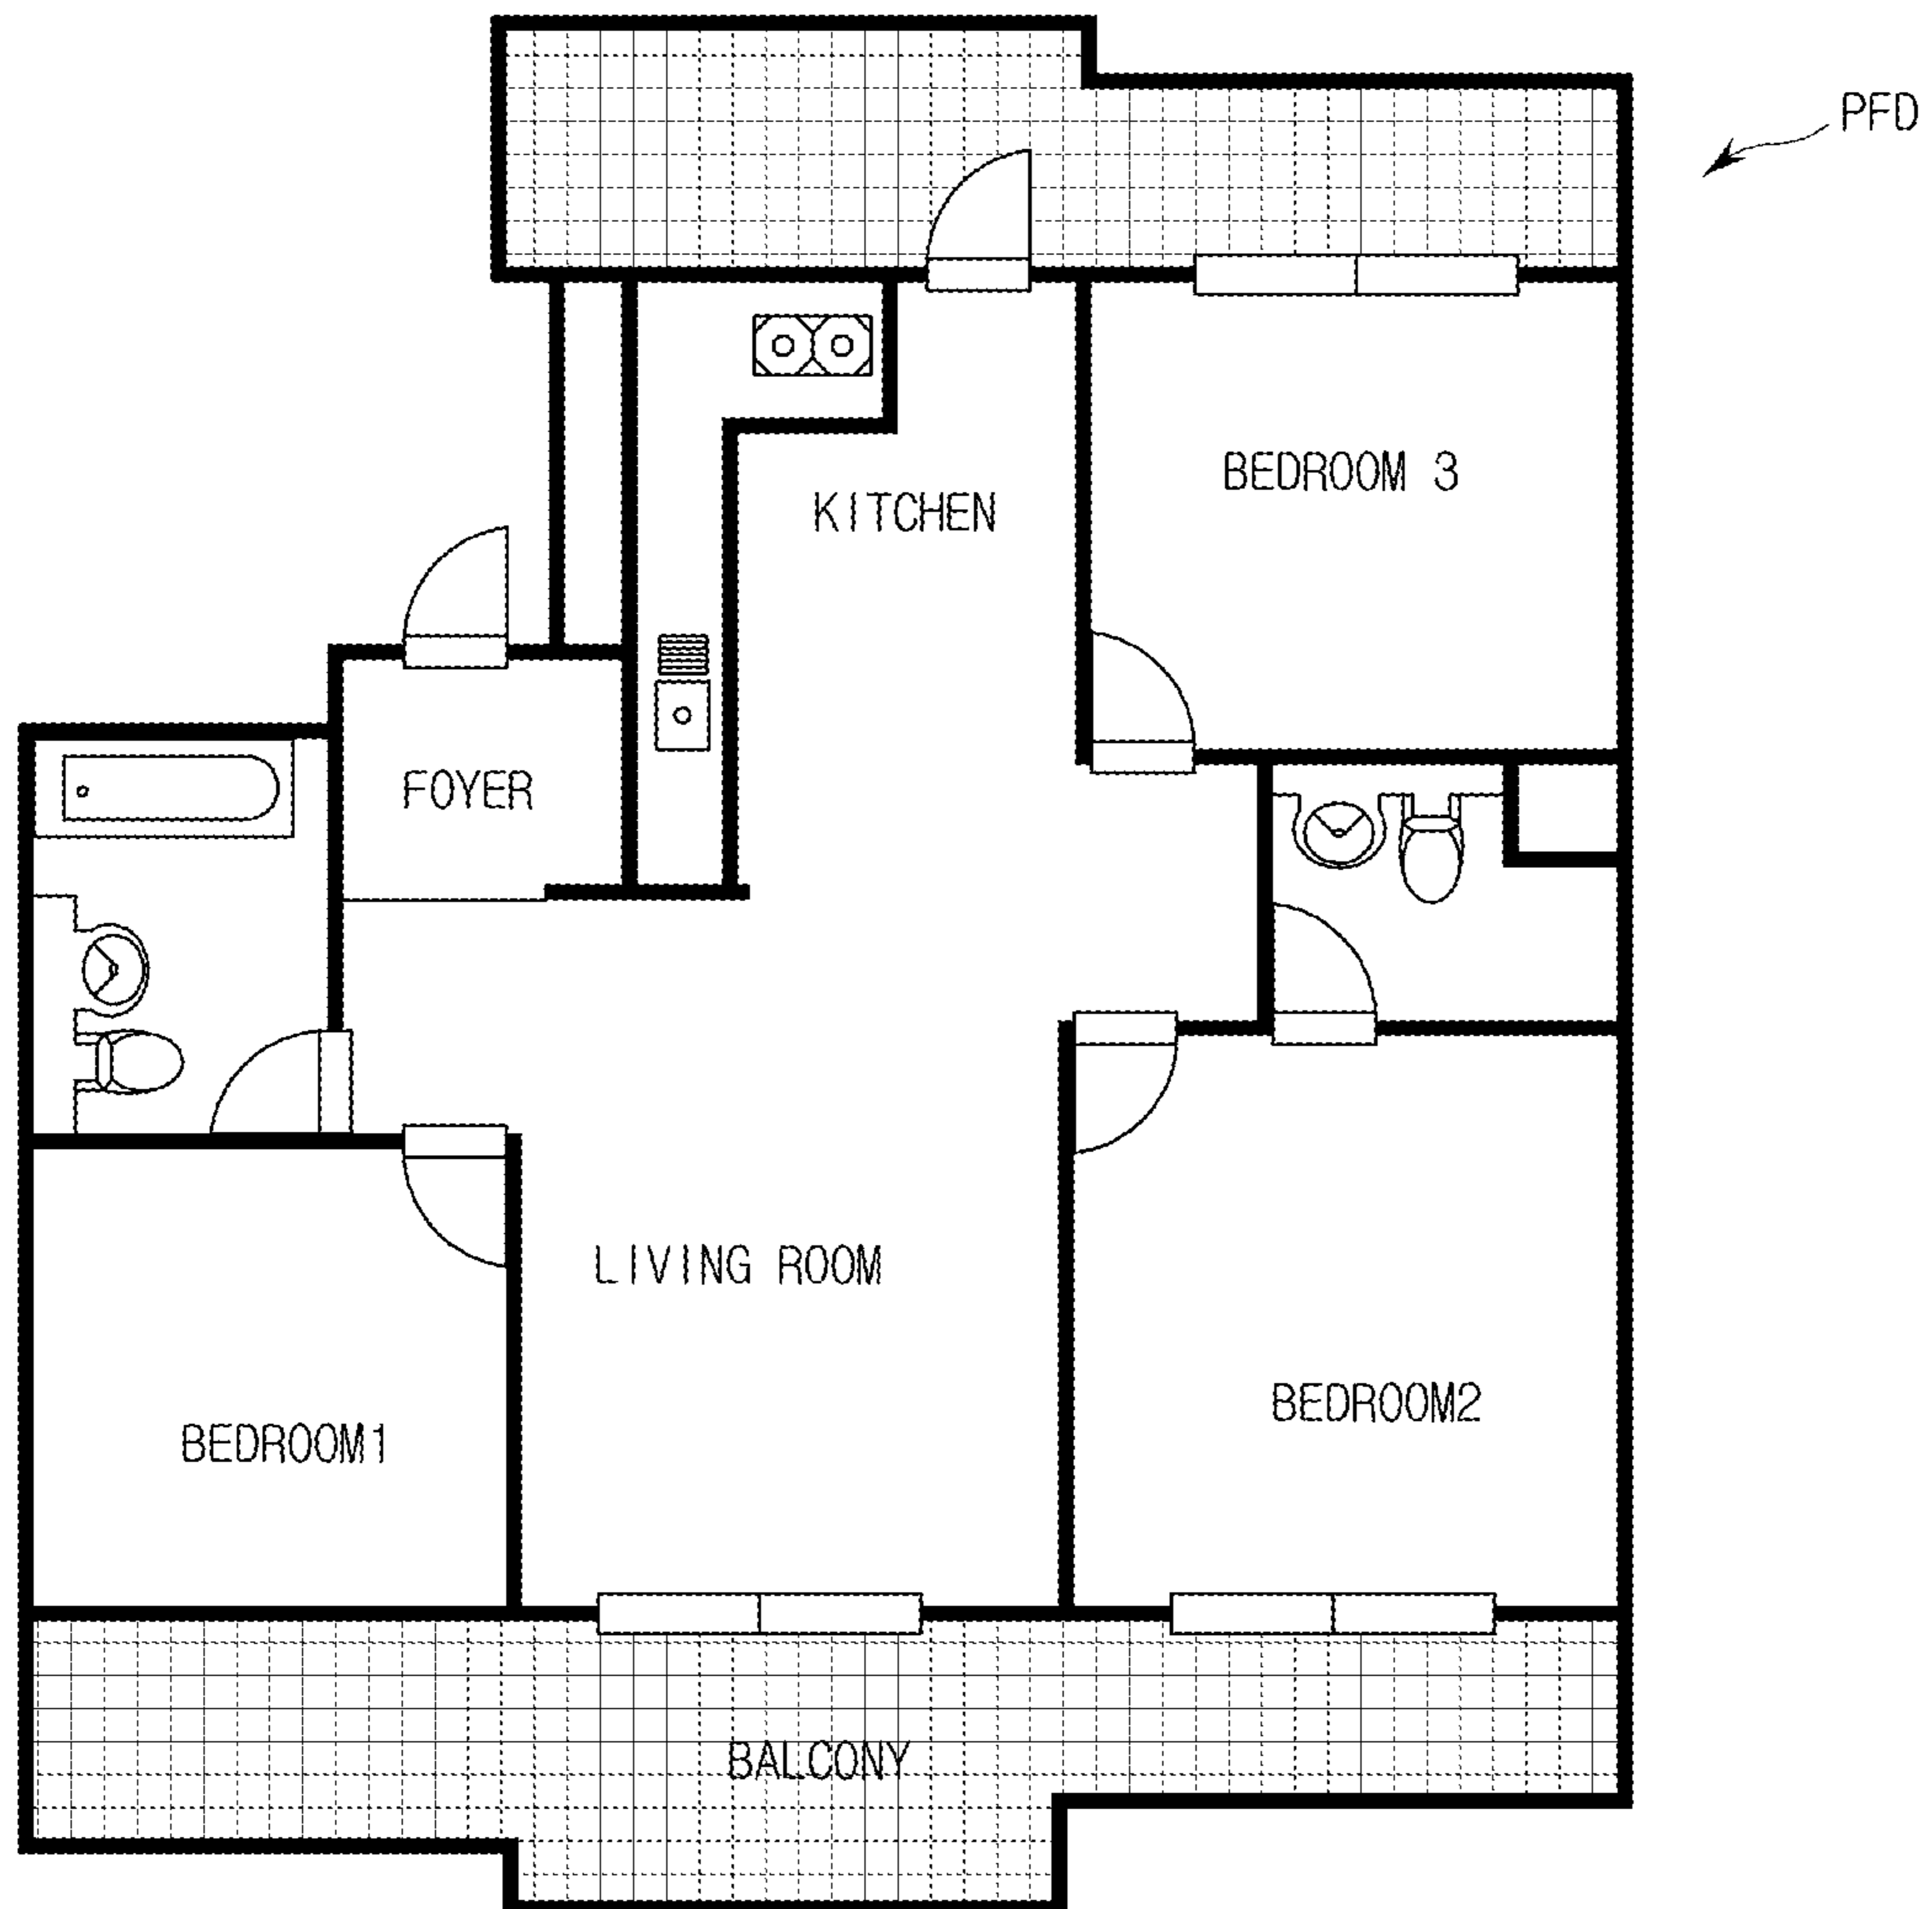 PFD
BEDROOM 3
KITCHEN
FOYER
LIVING ROOM
BEDROOM2
BEDROOM1
BALCONY